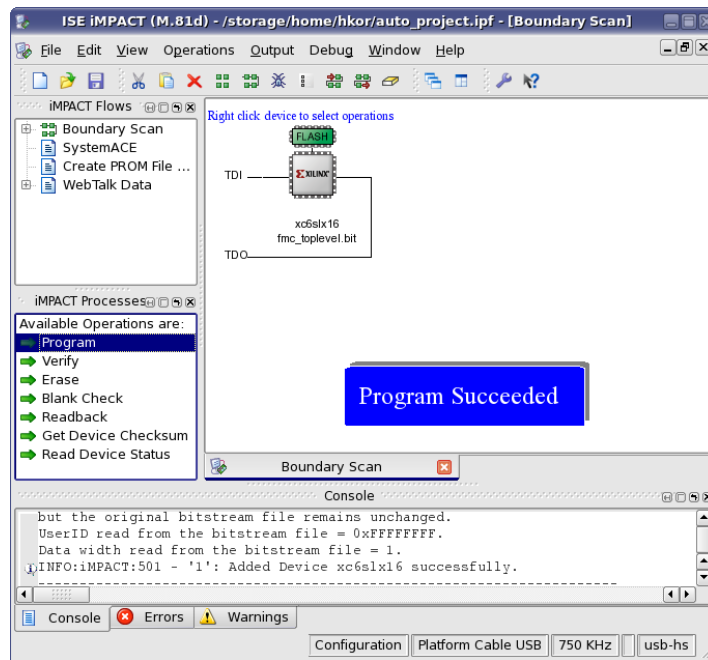 ISE iMPACT (M.81d) - /storage/home/hkor/auto_project.ipf - [Boundary Scan]
File Edit View Operations Output Debug Window Help
iMPACT Flows
Boundary Scan
SystemACE
Create PROM File ...
WebTalk Data
iMPACT Processes
Available Operations are:
Program
Verify
Erase
Blank Check
Readback
Get Device Checksum
Read Device Status
Right click device to select operations
FLASH
TDI
XILINX
xc6slx16
fmc_toplevel.bit
TDO
Program Succeeded
Boundary Scan
Console
but the original bitstream file remains unchanged.
UserID read from the bitstream file = 0xFFFFFFFF.
Data width read from the bitstream file = 1.
INFO:iMPACT:501 - '1': Added Device xc6slx16 successfully.
----------------------------------------------------------------------
Console Errors Warnings
Configuration Platform Cable USB 750 KHz usb-hs